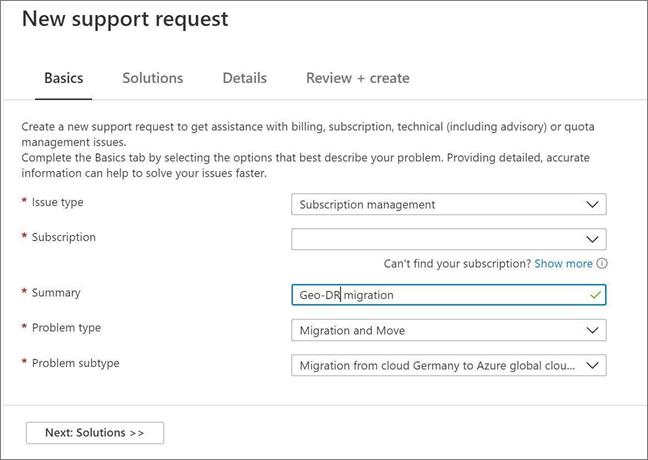 New support request
Basics Solutions Details Review + create
Create a new support request to get assistance with billing, subscription, technical (including advisory) or quota
management issues.
Complete the Basics tab by selecting the options that best describe your problem. Providing detailed, accurate
information can help to solve your issues faster.
* Issue type Subscription management
* Subscription
Can't find your subscription? Show more
* Summary Geo-DR migration
* Problem type Migration and Move
* Problem subtype Migration from cloud Germany to Azure global clou...
Next: Solutions >>